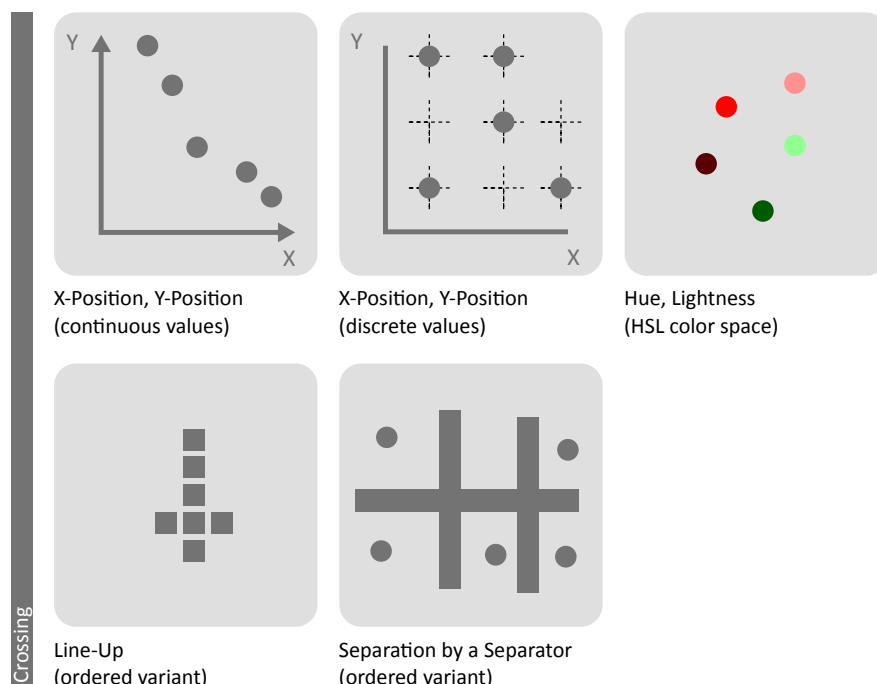 Y
X
X-Position, Y-Position
(continuous values)
Y
X
X-Position, Y-Position
(discrete values)
Hue, Lightness
(HSL color space)
Crossing
Line-Up
(ordered variant)
Separation by a Separator
(ordered variant)